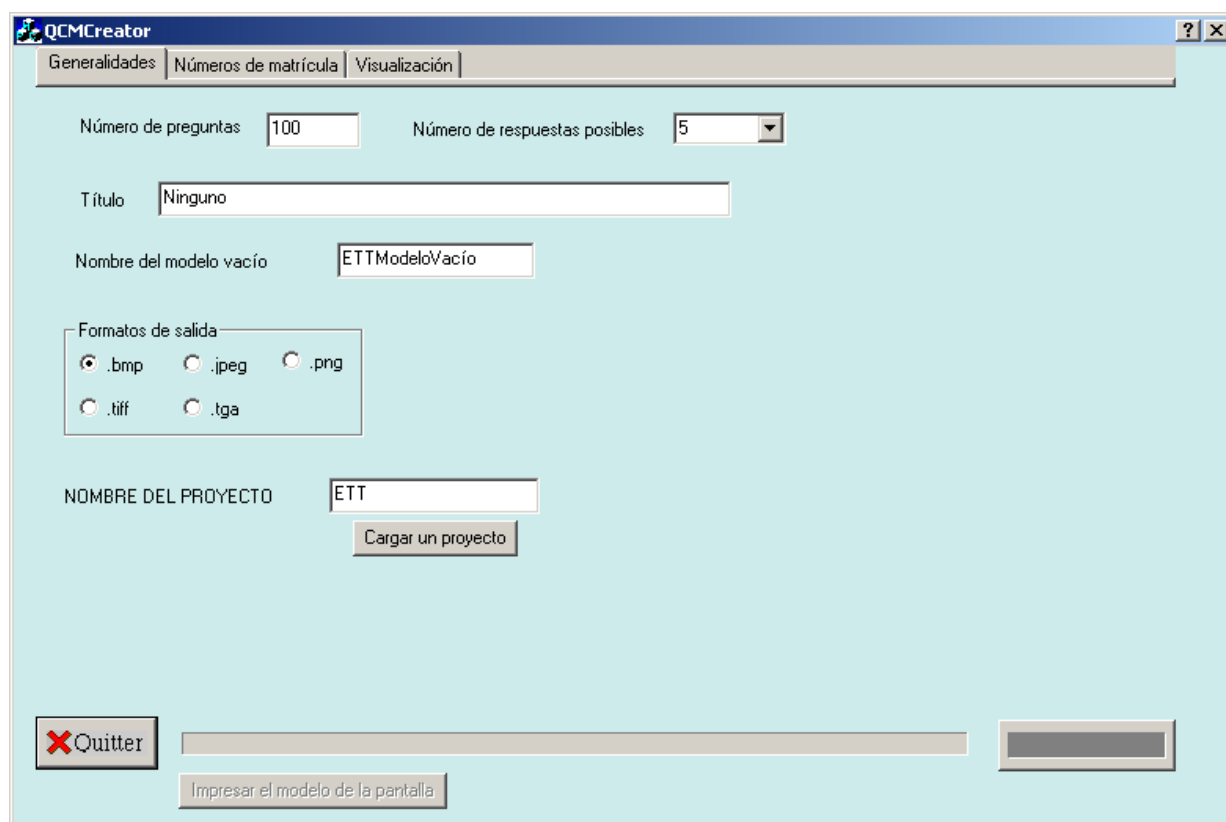 QCMCreator
Generalidades Números de matrícula Visualización
Número de preguntas 100 Número de respuestas posibles 5
Título Ninguno
Nombre del modelo vacío ETTModeloVacío
Formatos de salida
.bmp .jpeg .png
.tiff .tga
NOMBRE DEL PROYECTO ETT
Cargar un proyecto
Quitter
Impresar el modelo de la pantalla